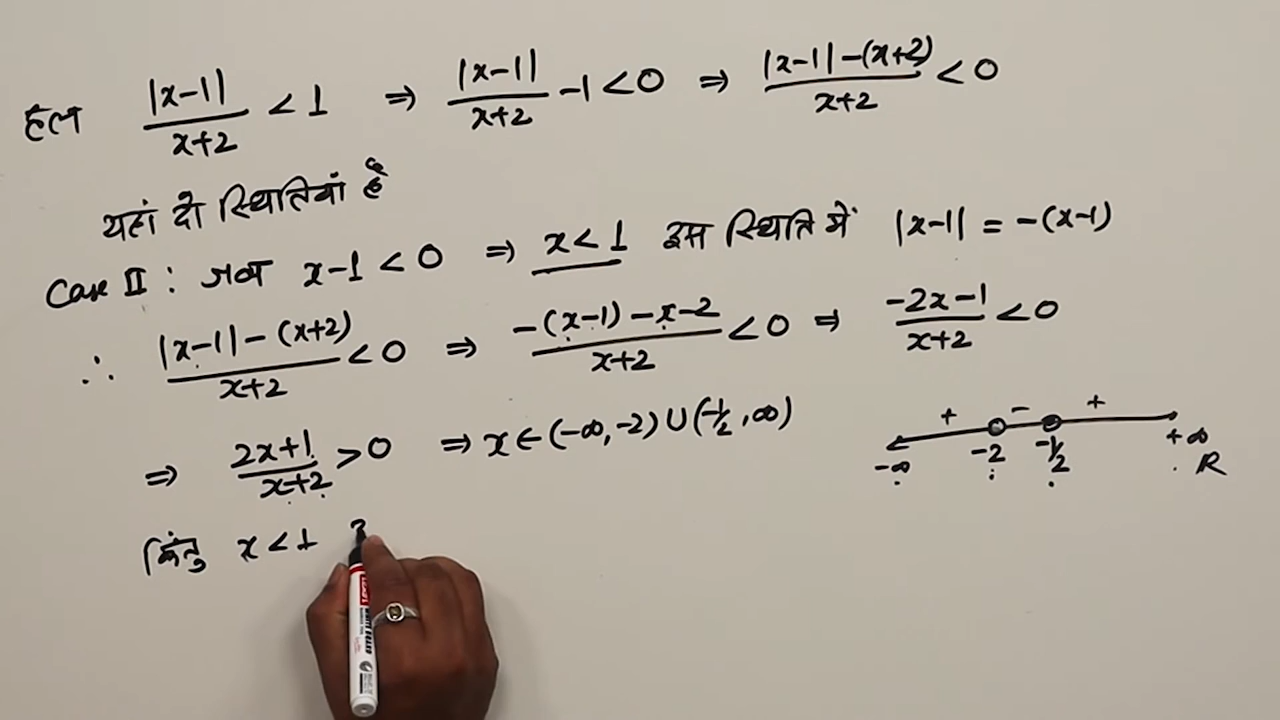 हल |x-1|/(x+2) < 1 ⇒ |x-1|/(x+2) - 1 < 0 ⇒ (|x-1| - (x+2))/(x+2) < 0
यहां दो स्थितियां है
Case II : जब x-1 < 0 ⇒ x < 1 इस स्थिति में |x-1| = -(x-1)
∴ (|x-1| - (x+2))/(x+2) < 0 ⇒ (-(x-1) - x - 2)/(x+2) < 0 ⇒ (-2x-1)/(x+2) < 0
⇒ (2x+1)/(x+2) > 0 ⇒ x ∈ (-∞, -2) ∪ (-1/2, ∞)
+ - +
-∞ -2 -1/2 +∞ R
किंतु x < 1